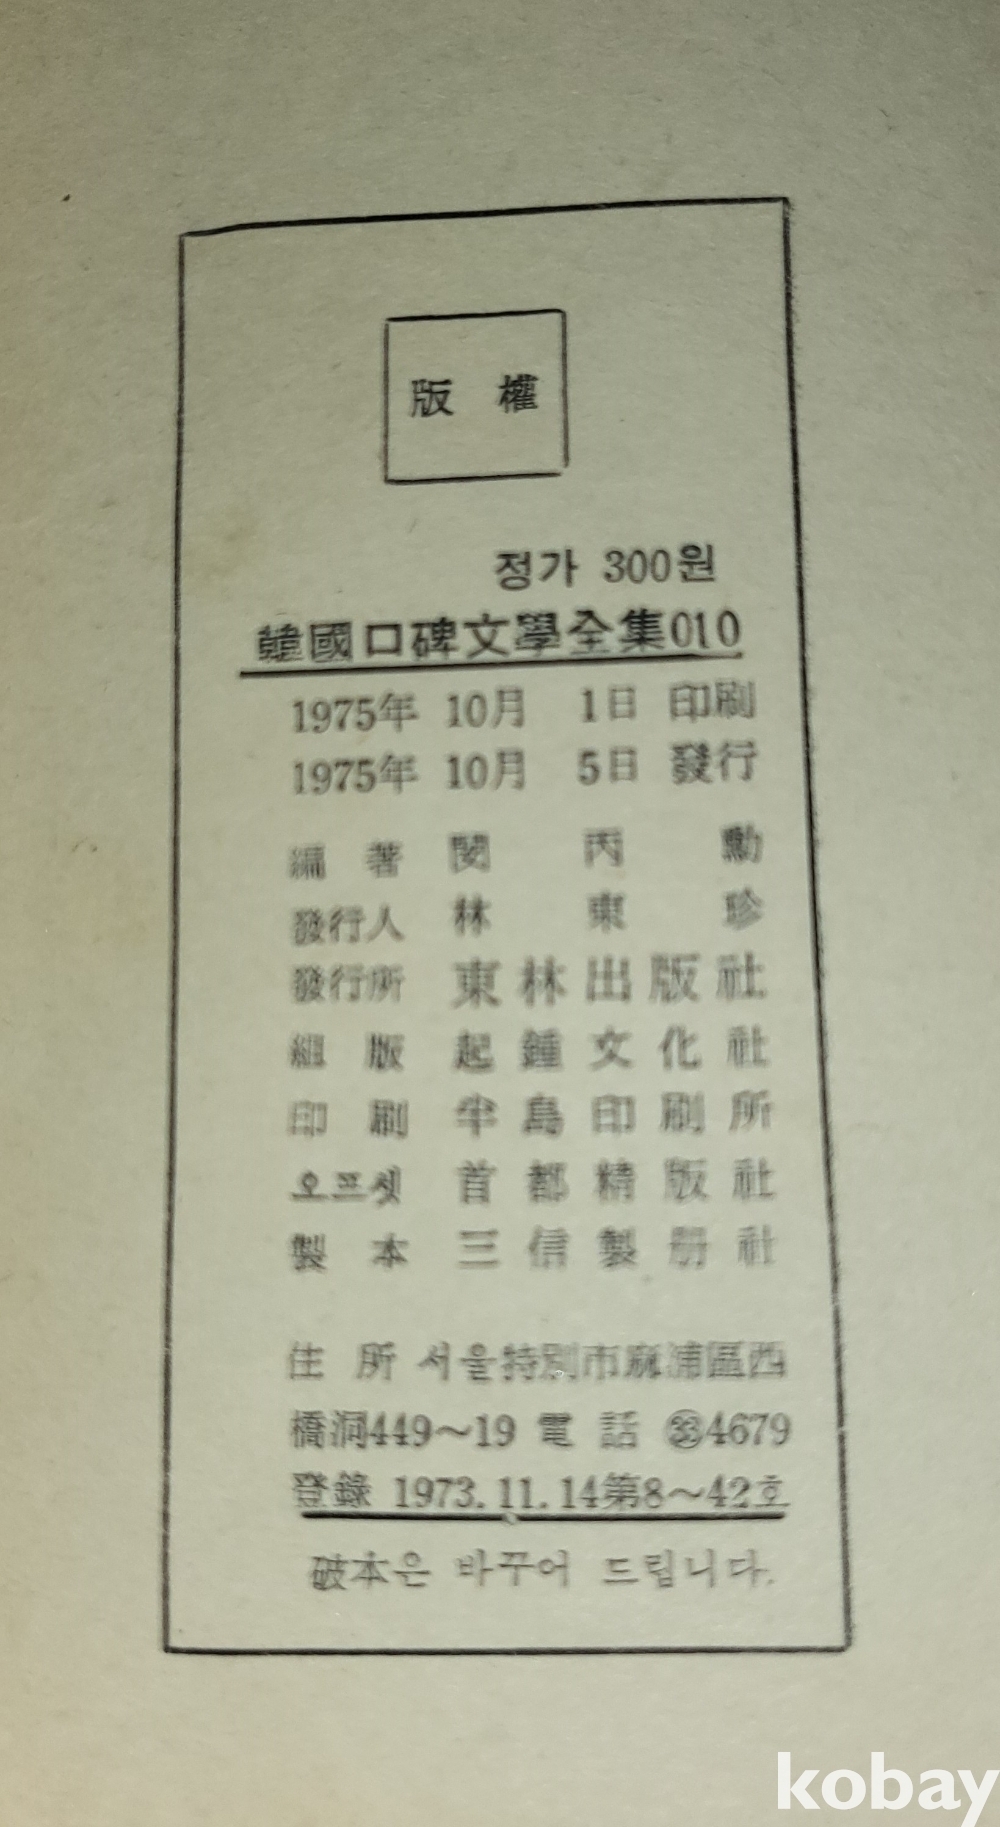 版權
정가 300원
韓國口碑文學全集010
1975年 10月 1日 印刷
1975年 10月 5日 發行
編著 閔丙勳
發行人 林東珍
發行所 東林出版社
組版 起鍾文化社
印刷 半島印刷所
오프셋 首都精版社
製本 三信製册社
住所 서울特別市麻浦區西
橋洞449~19 電話 ㉝4679
登錄 1973.11.14第8~42호
破本은 바꾸어 드립니다.
kobay